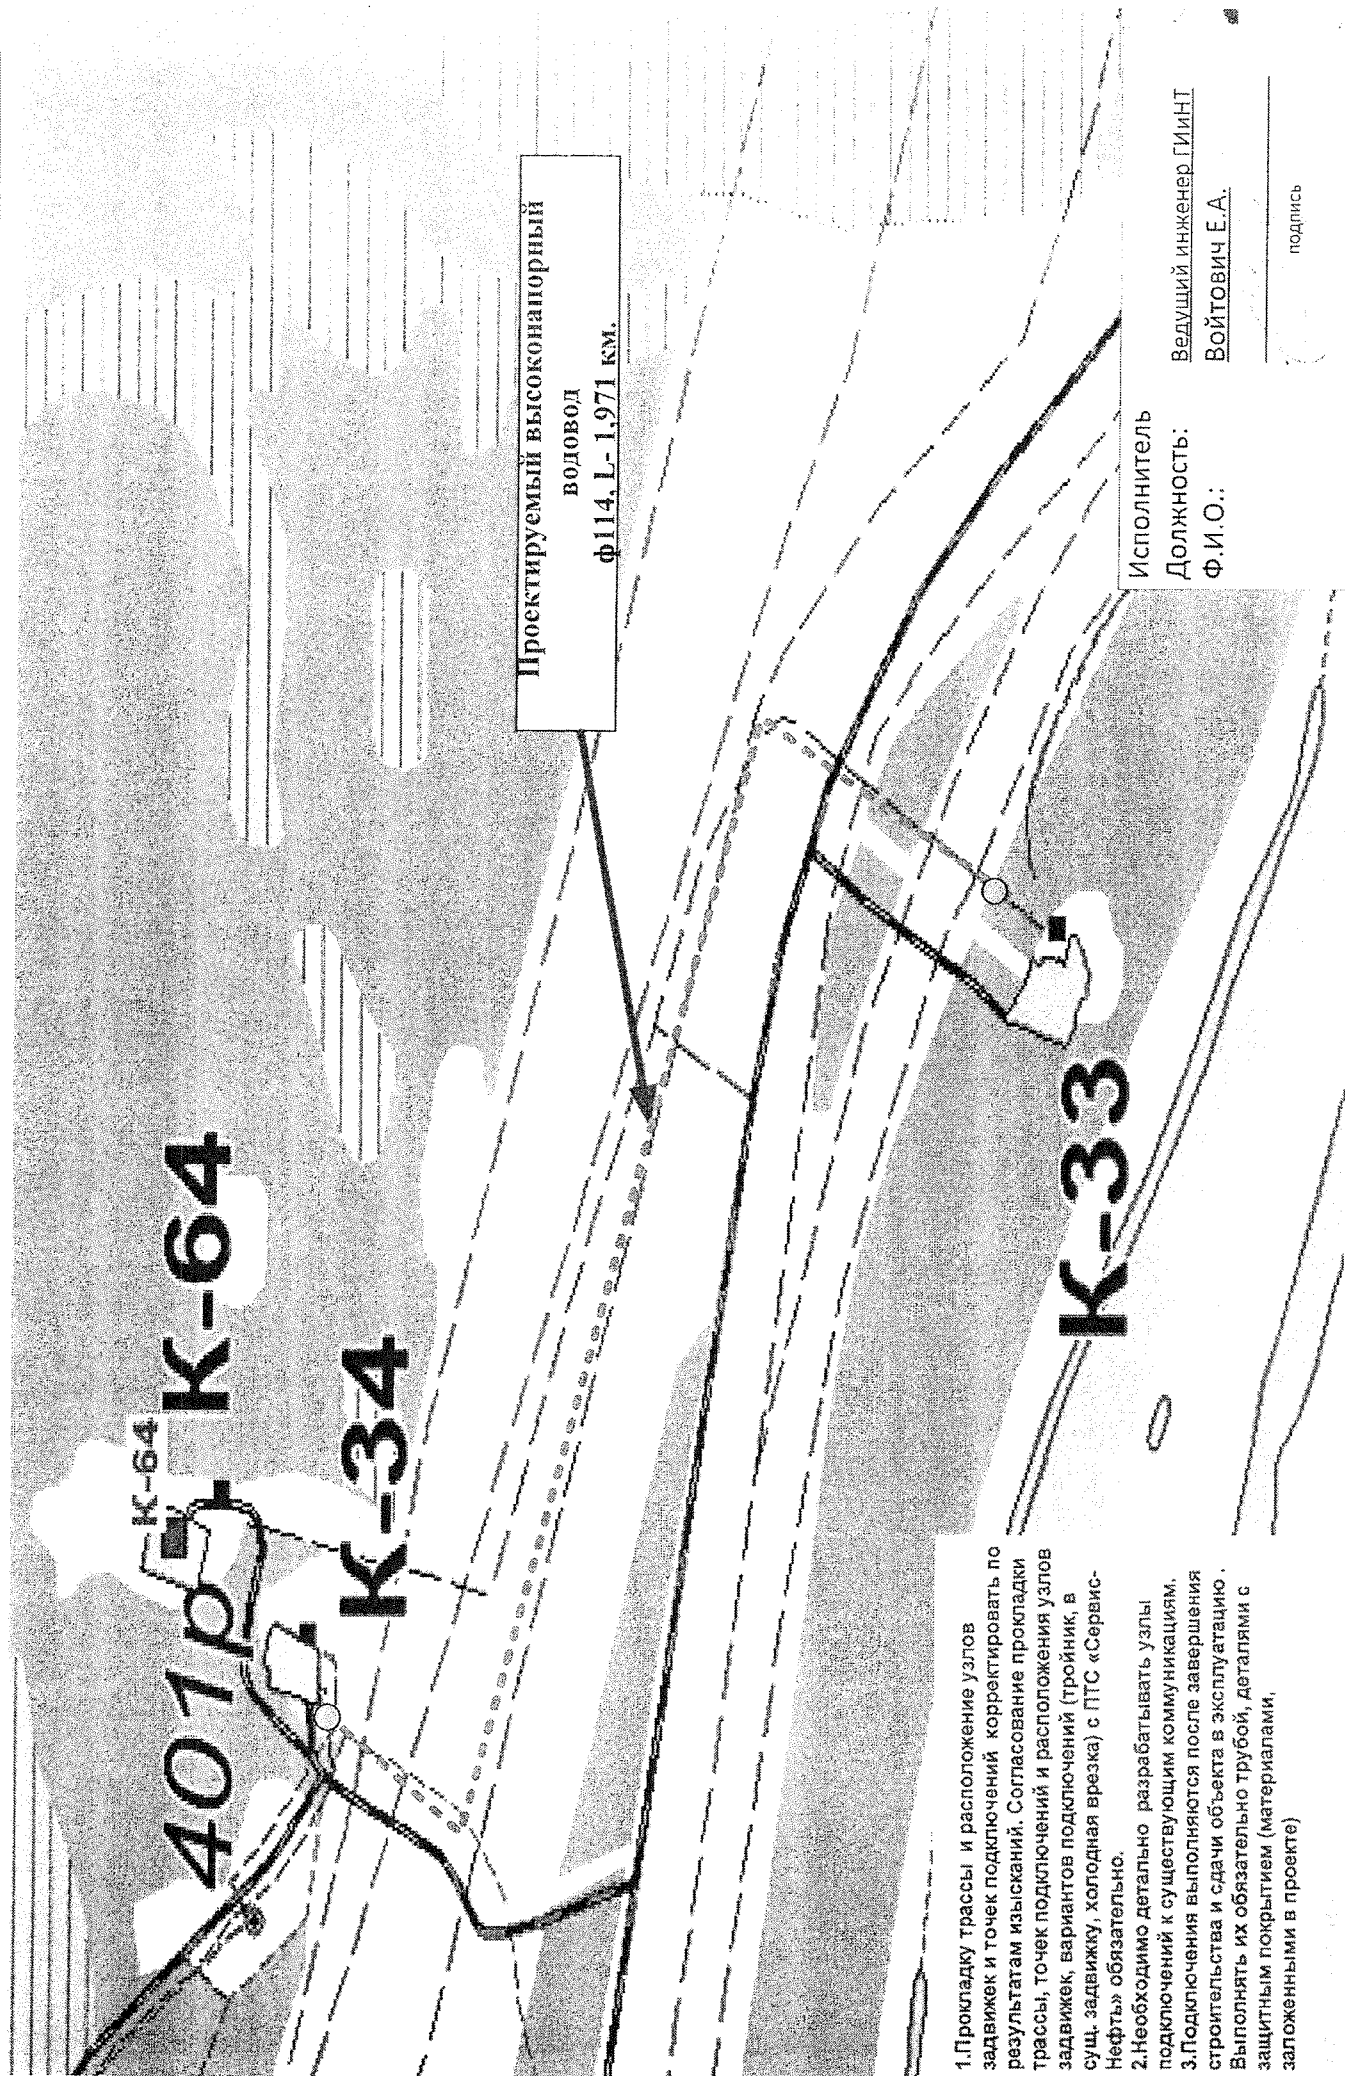 401р
К-64
К-64
К-34
К-33
Проектируемый высоконапорный
водовод
ф114, L- 1,971 км.
1.Прокладку трассы и расположение узлов
задвижек и точек подключений корректировать по
результатам изысканий. Согласование прокладки
трассы, точек подключений и расположения узлов
задвижек, вариантов подключений (тройник, в
сущ. задвижку, холодная врезка) с ПТС «Сервис-
Нефть» обязательно.
2.Необходимо детально разрабатывать узлы
подключений к существующим коммуникациям.
3.Подключения выполняются после завершения
строительства и сдачи объекта в эксплуатацию .
Выполнять их обязательно трубой, деталями с
защитным покрытием (материалами,
заложенными в проекте)
Исполнитель
Должность: Ведущий инженер ГИиНТ
Ф.И.О.: Войтович Е.А.
подпись